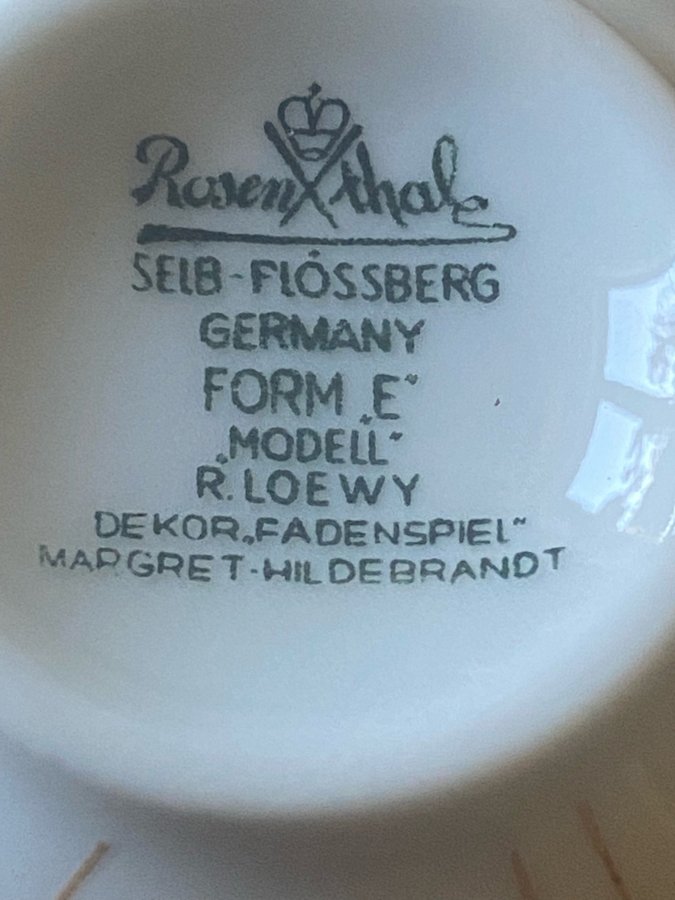 Rosenthal
SELB-FLÖSSBERG
GERMANY
FORM „E“
„MODELL“
R. LOEWY
DEKOR „FADENSPIEL“
MARGRET-HILDEBRANDT